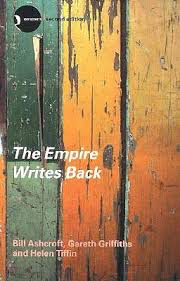 second edition
The Empire
Writes Back
Bill Ashcroft, Gareth Griffiths
and Helen Tiffin